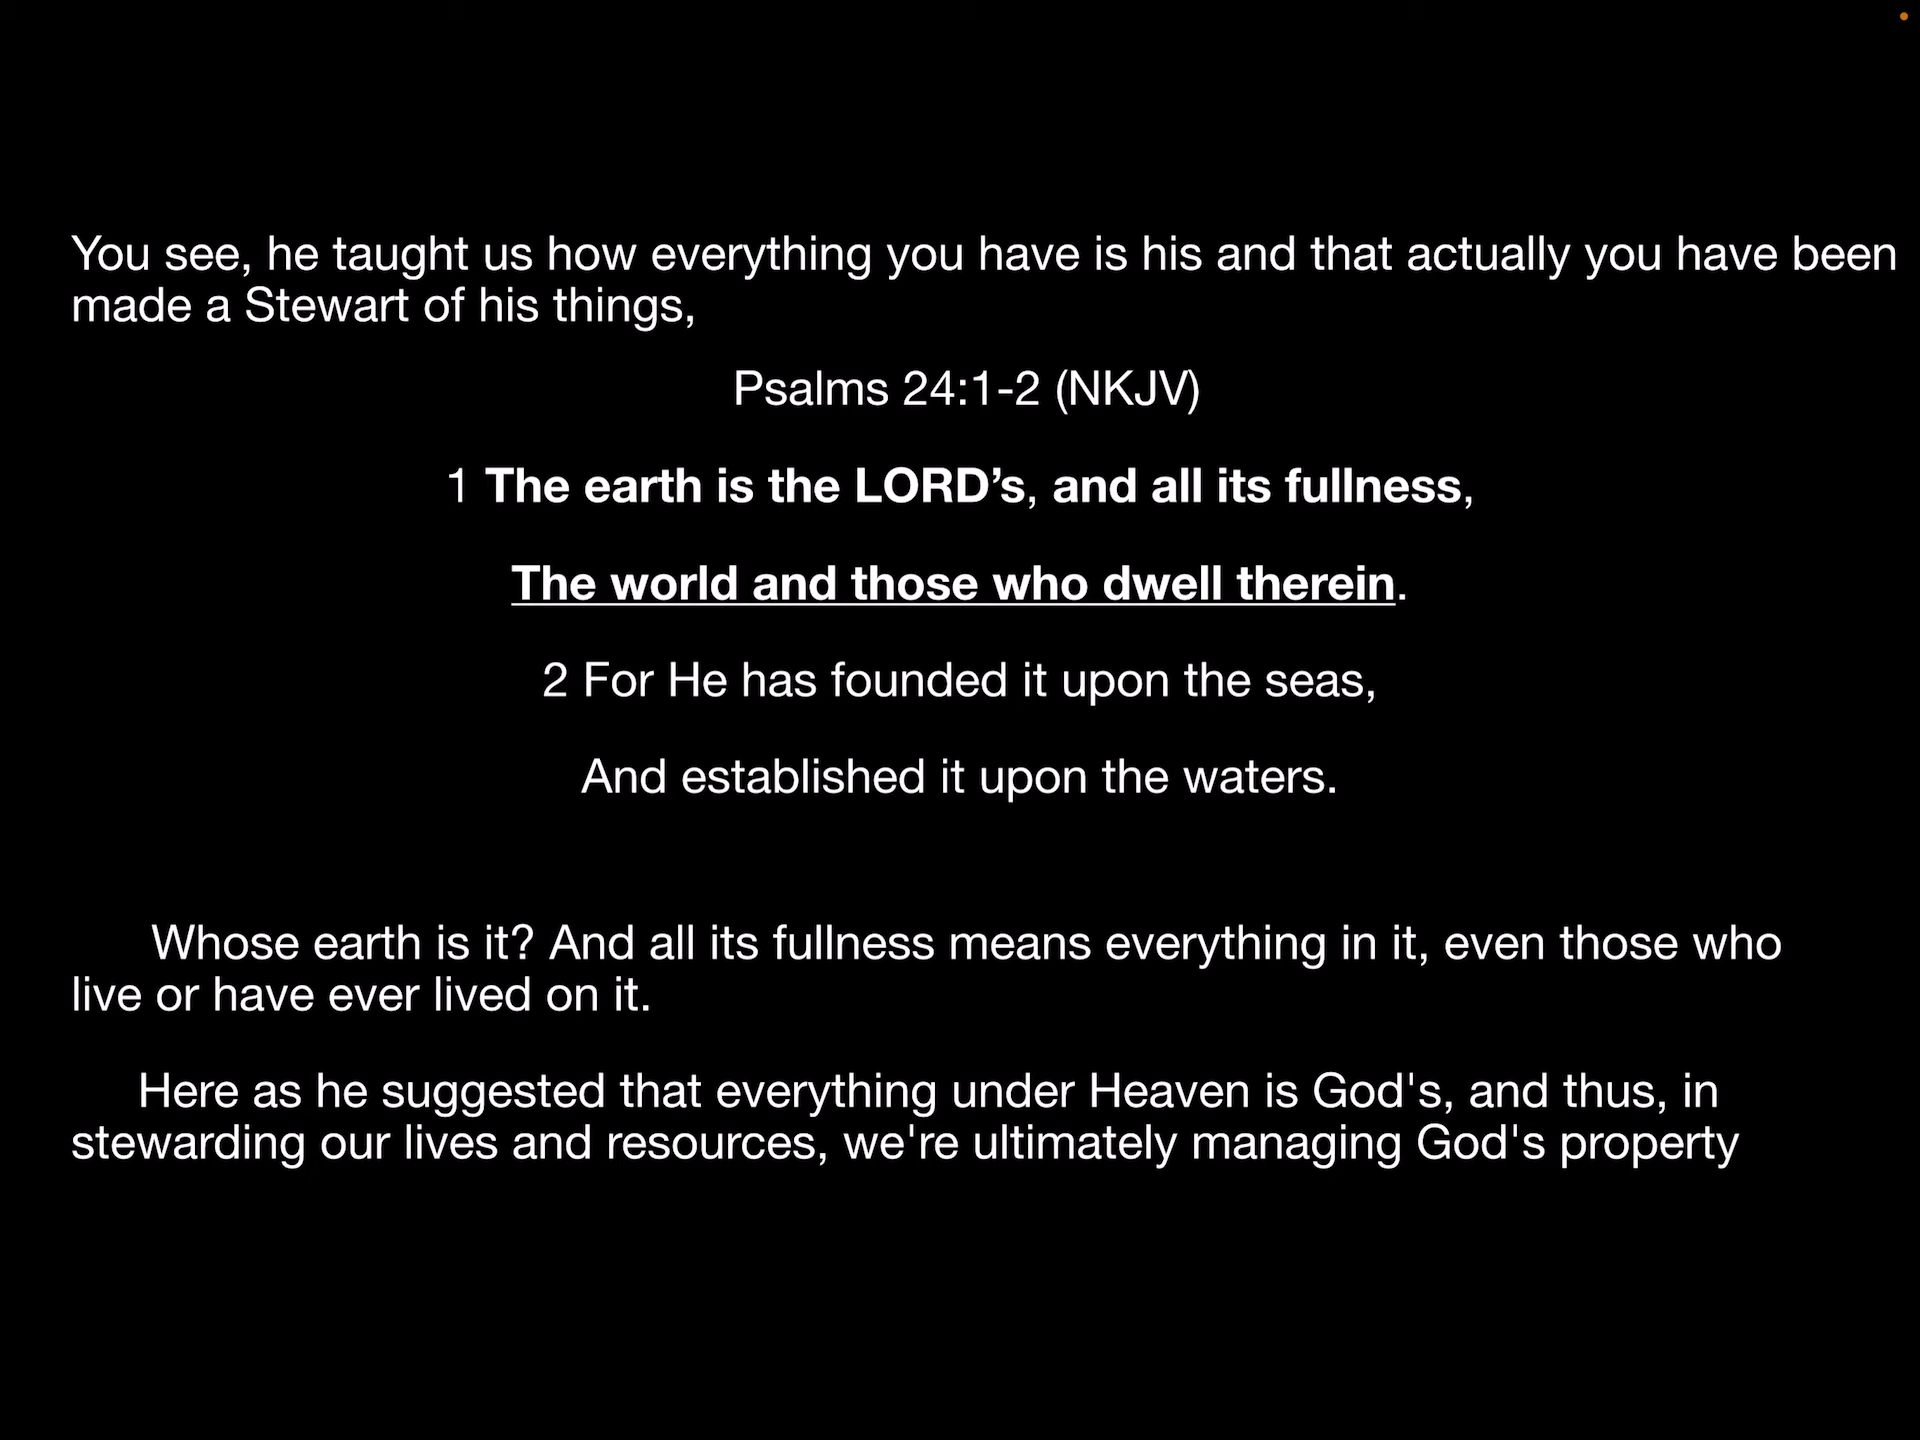 You see, he taught us how everything you have is his and that actually you have been
made a Stewart of his things,
Psalms 24:1-2 (NKJV)
1 The earth is the LORD’s, and all its fullness,
The world and those who dwell therein.
2 For He has founded it upon the seas,
And established it upon the waters.
Whose earth is it? And all its fullness means everything in it, even those who
live or have ever lived on it.
Here as he suggested that everything under Heaven is God's, and thus, in
stewarding our lives and resources, we're ultimately managing God's property